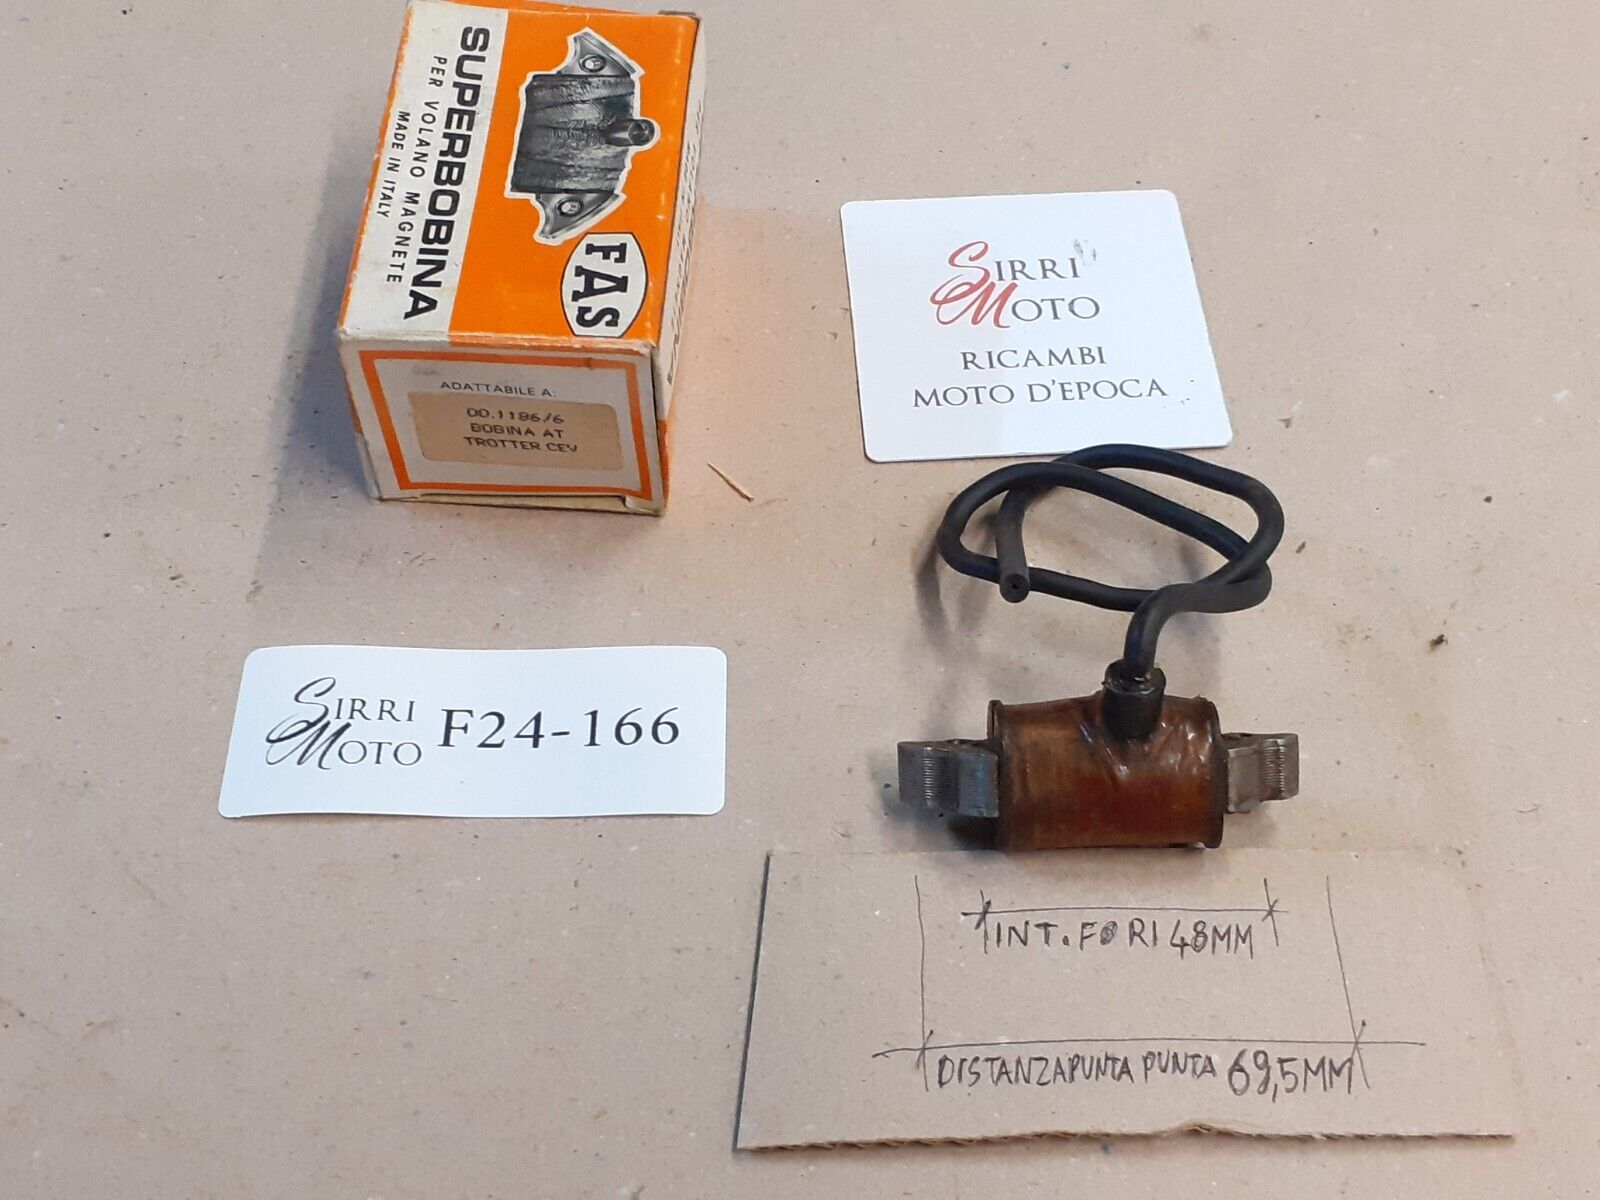 SUPERBOBINA
PER VOLANO MAGNETE
MADE IN ITALY
FAS
ADATTABILE A:
DD.1186/6
BOBINA AT
TROTTER CEV
SIRRI
MOTO
RICAMBI
MOTO D'EPOCA
SIRRI
MOTO
F24-166
INT. FORI 48MM
DISTANZA PUNTA PUNTA 69,5MM